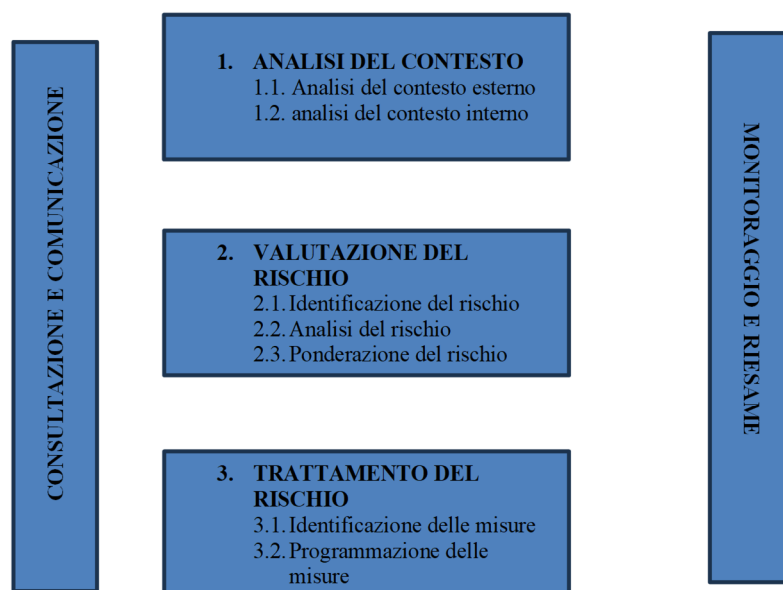 CONSULTAZIONE E COMUNICAZIONE
1. ANALISI DEL CONTESTO
1.1. Analisi del contesto esterno
1.2. analisi del contesto interno
2. VALUTAZIONE DEL
RISCHIO
2.1. Identificazione del rischio
2.2. Analisi del rischio
2.3. Ponderazione del rischio
3. TRATTAMENTO DEL
RISCHIO
3.1. Identificazione delle misure
3.2. Programmazione delle
misure
MONITORAGGIO E RIESAME